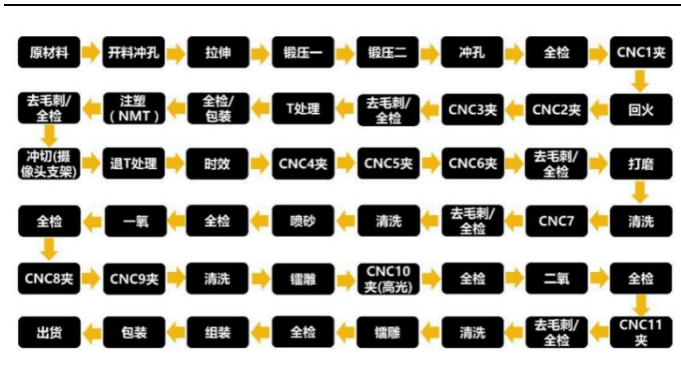 原材料
开料冲孔
拉伸
锻压一
锻压二
冲孔
全检
CNC1夹
回火
CNC2夹
CNC3夹
去毛刺/
全检
T处理
全检/
包装
注塑
（NMT）
去毛刺/
全检
冲切(摄
像头支架)
退T处理
时效
CNC4夹
CNC5夹
CNC6夹
去毛刺/
全检
打磨
清洗
CNC7
去毛刺/
全检
清洗
喷砂
全检
一氧
全检
CNC8夹
CNC9夹
清洗
镭雕
CNC10
夹(高光)
全检
二氧
全检
CNC11
夹
去毛刺/
全检
清洗
镭雕
全检
组装
包装
出货